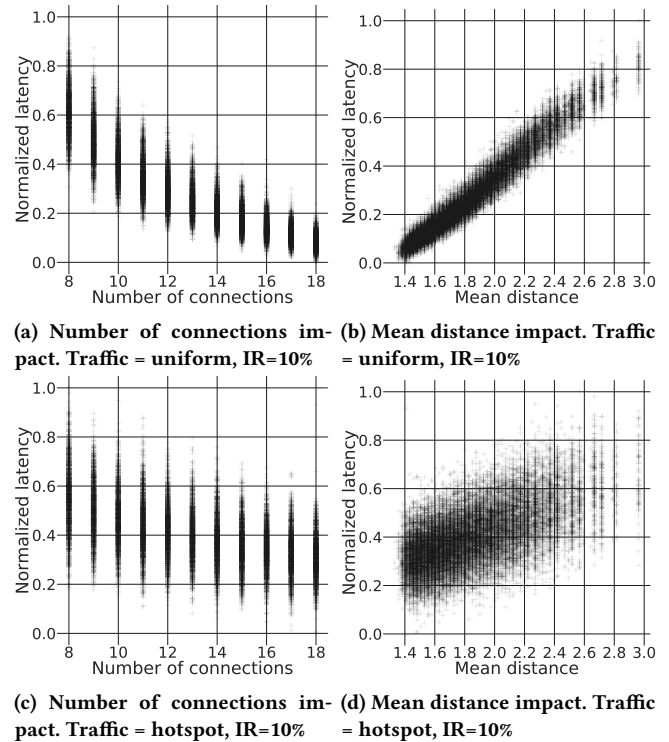 1.0
0.8
0.6
0.4
0.2
0.0
Normalized latency
8 10 12 14 16 18
Number of connections
1.0
0.8
0.6
0.4
0.2
0.0
Normalized latency
1.4 1.6 1.8 2.0 2.2 2.4 2.6 2.8 3.0
Mean distance
(a) Number of connections im-
pact. Traffic = uniform, IR=10%
(b) Mean distance impact. Traffic
= uniform, IR=10%
1.0
0.8
0.6
0.4
0.2
0.0
Normalized latency
8 10 12 14 16 18
Number of connections
1.0
0.8
0.6
0.4
0.2
0.0
Normalized latency
1.4 1.6 1.8 2.0 2.2 2.4 2.6 2.8 3.0
Mean distance
(c) Number of connections im-
pact. Traffic = hotspot, IR=10%
(d) Mean distance impact. Traffic
= hotspot, IR=10%